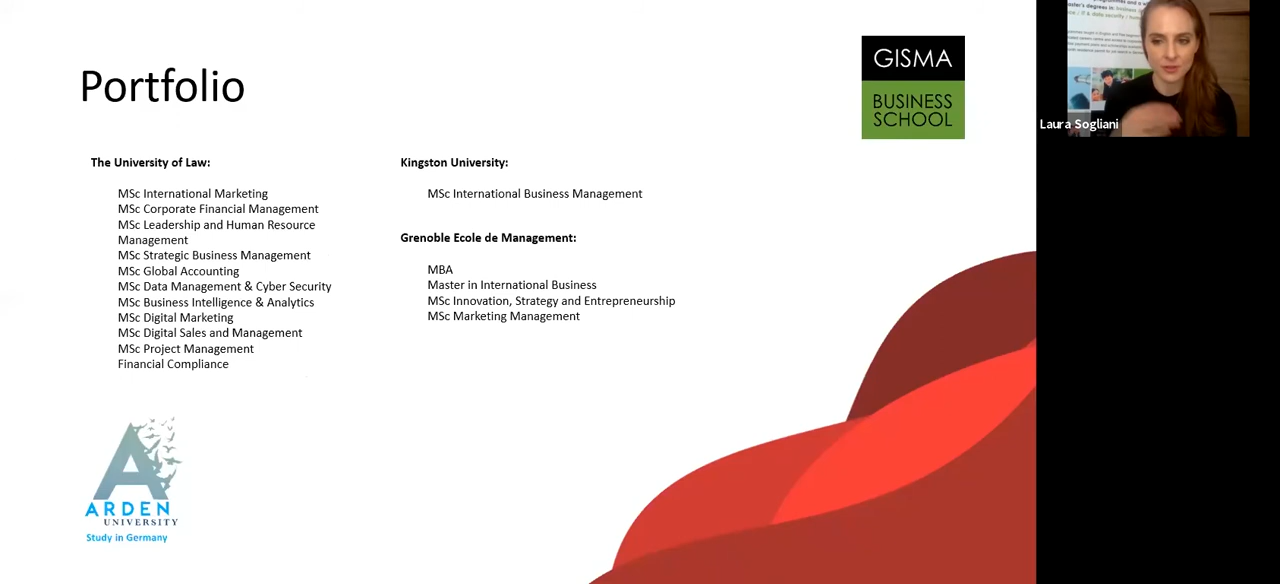 Portfolio
GISMA
BUSINESS
SCHOOL
Laura Sogliani
The University of Law:
MSc International Marketing
MSc Corporate Financial Management
MSc Leadership and Human Resource
Management
MSc Strategic Business Management
MSc Global Accounting
MSc Data Management & Cyber Security
MSc Business Intelligence & Analytics
MSc Digital Marketing
MSc Digital Sales and Management
MSc Project Management
Financial Compliance
Kingston University:
MSc International Business Management
Grenoble Ecole de Management:
MBA
Master in International Business
MSc Innovation, Strategy and Entrepreneurship
MSc Marketing Management
ARDEN
UNIVERSITY
Study in Germany